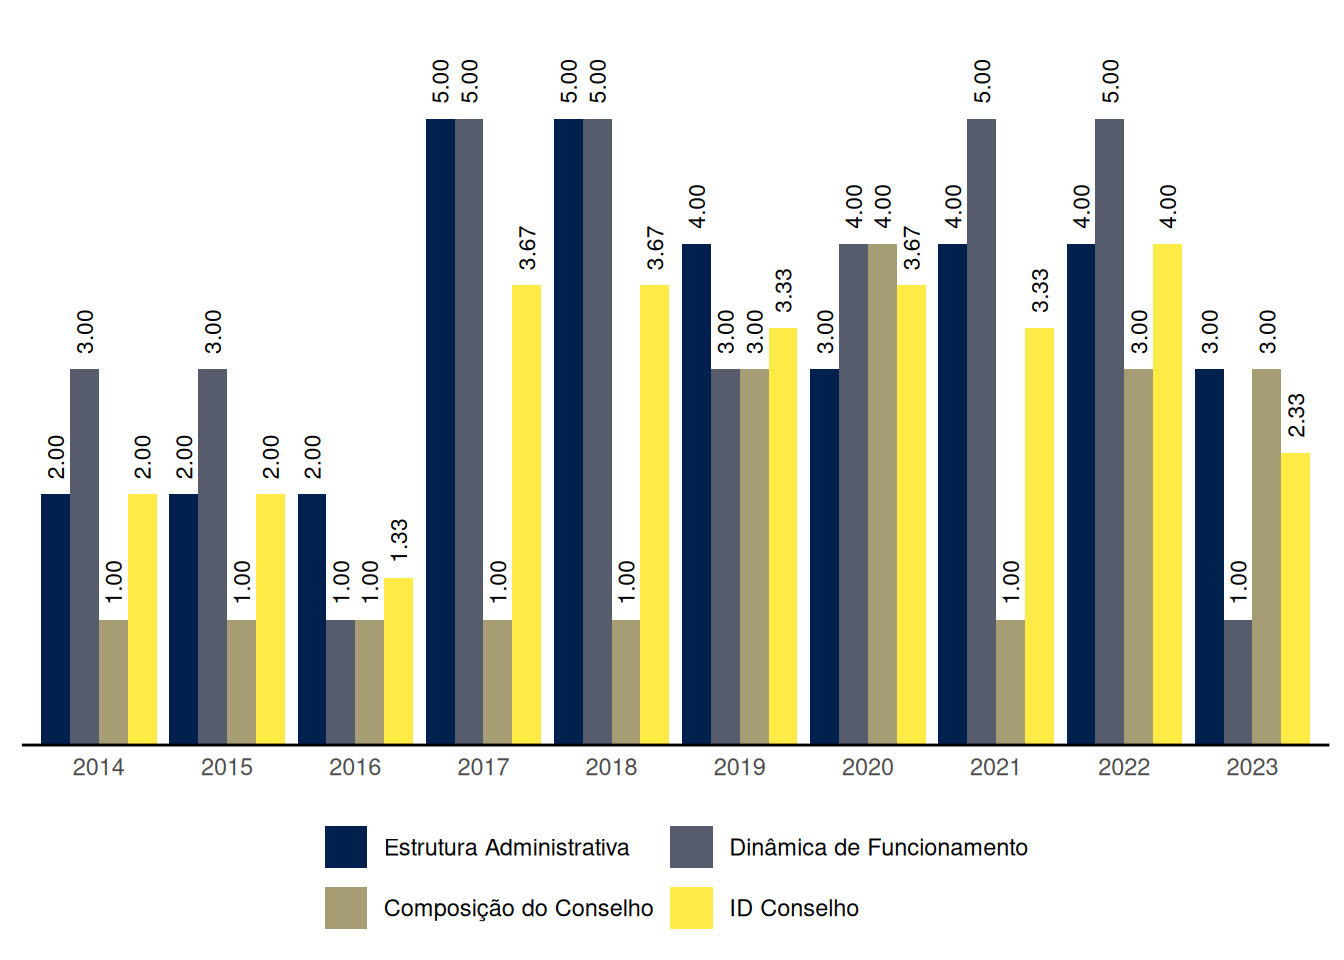 5.00 5.00 5.00 5.00 5.00 5.00
4.00 4.00 4.00 4.00 4.00 4.00
3.67 3.67 3.67
3.00 3.00 3.00 3.00 3.33 3.00 3.33 3.00 3.00 3.00
2.00 2.00 2.00 2.00 2.00 2.33
1.00 1.00 1.00 1.00 1.33 1.00 1.00 1.00 1.00
2014 2015 2016 2017 2018 2019 2020 2021 2022 2023
Estrutura Administrativa Dinâmica de Funcionamento
Composição do Conselho ID Conselho